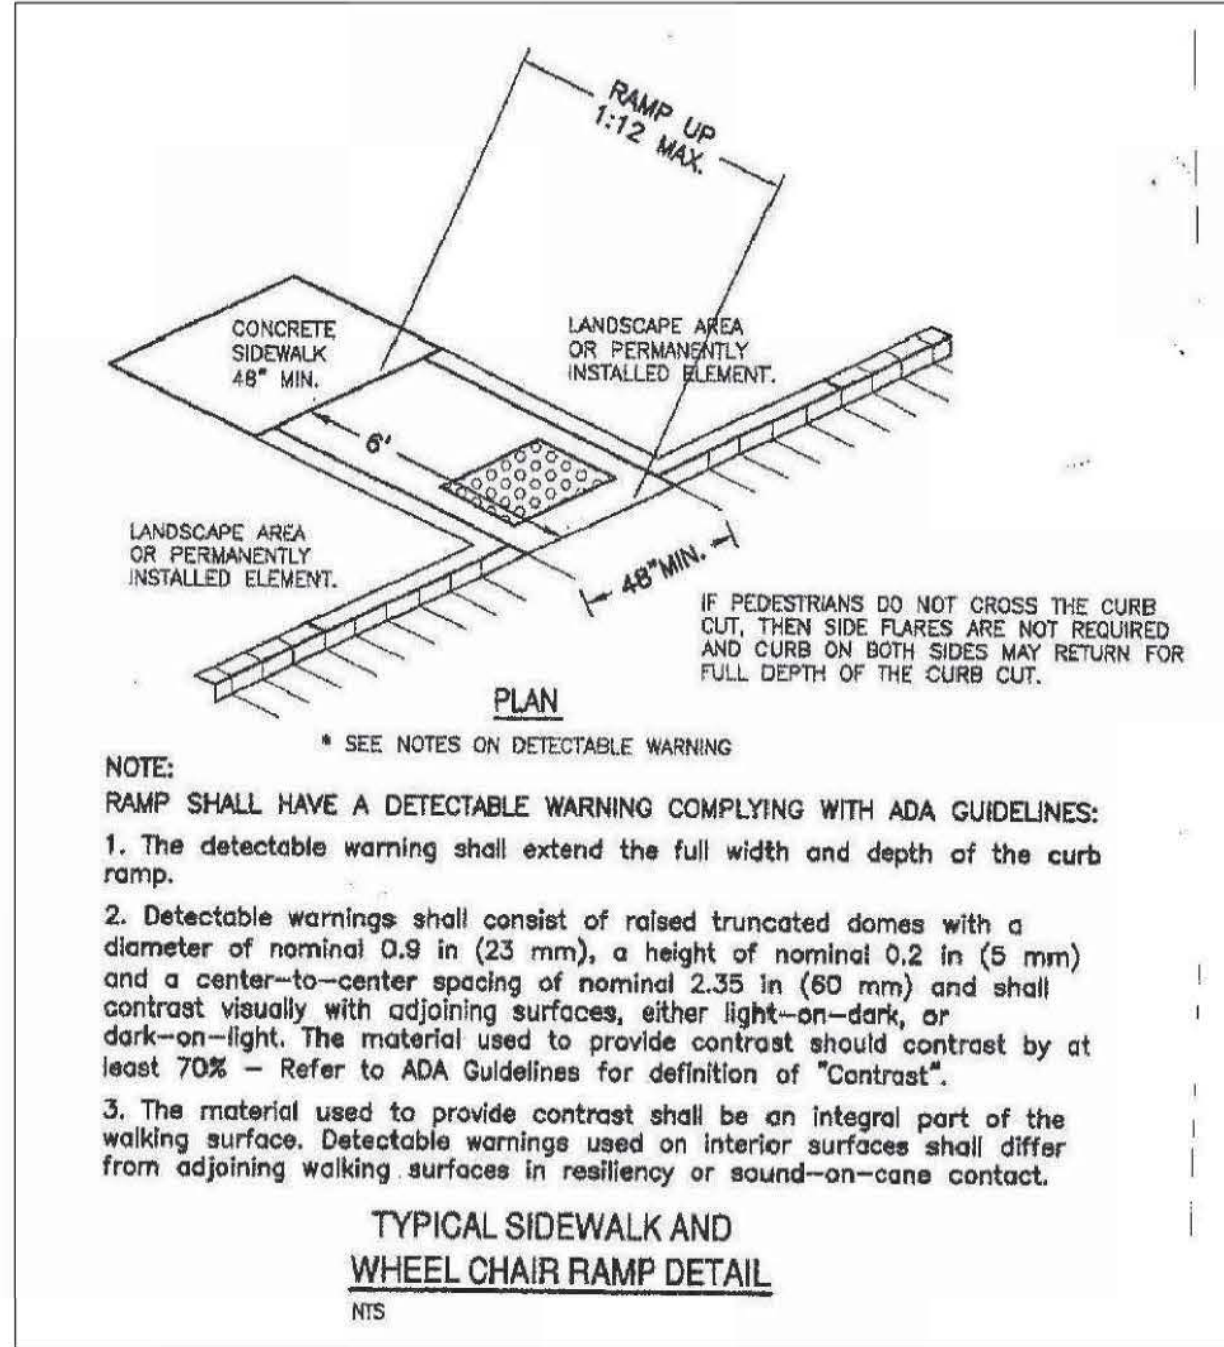 RAMP UP
1:12 MAX.
CONCRETE
SIDEWALK
48" MIN.
LANDSCAPE AREA
OR PERMANENTLY
INSTALLED ELEMENT.
6'
LANDSCAPE AREA
OR PERMANENTLY
INSTALLED ELEMENT.
48"MIN.
IF PEDESTRIANS DO NOT CROSS THE CURB
CUT, THEN SIDE FLARES ARE NOT REQUIRED
AND CURB ON BOTH SIDES MAY RETURN FOR
FULL DEPTH OF THE CURB CUT.
PLAN
* SEE NOTES ON DETECTABLE WARNING
NOTE:
RAMP SHALL HAVE A DETECTABLE WARNING COMPLYING WITH ADA GUIDELINES:
1. The detectable warning shall extend the full width and depth of the curb
ramp.
2. Detectable warnings shall consist of raised truncated domes with a
diameter of nominal 0.9 in (23 mm), a height of nominal 0.2 in (5 mm)
and a center-to-center spacing of nominal 2.35 in (60 mm) and shall
contrast visually with adjoining surfaces, either light-on-dark, or
dark-on-light. The material used to provide contrast should contrast by at
least 70% - Refer to ADA Guidelines for definition of "Contrast".
3. The material used to provide contrast shall be an integral part of the
walking surface. Detectable warnings used on interior surfaces shall differ
from adjoining walking surfaces in resiliency or sound-on-cane contact.
TYPICAL SIDEWALK AND
WHEEL CHAIR RAMP DETAIL
NTS